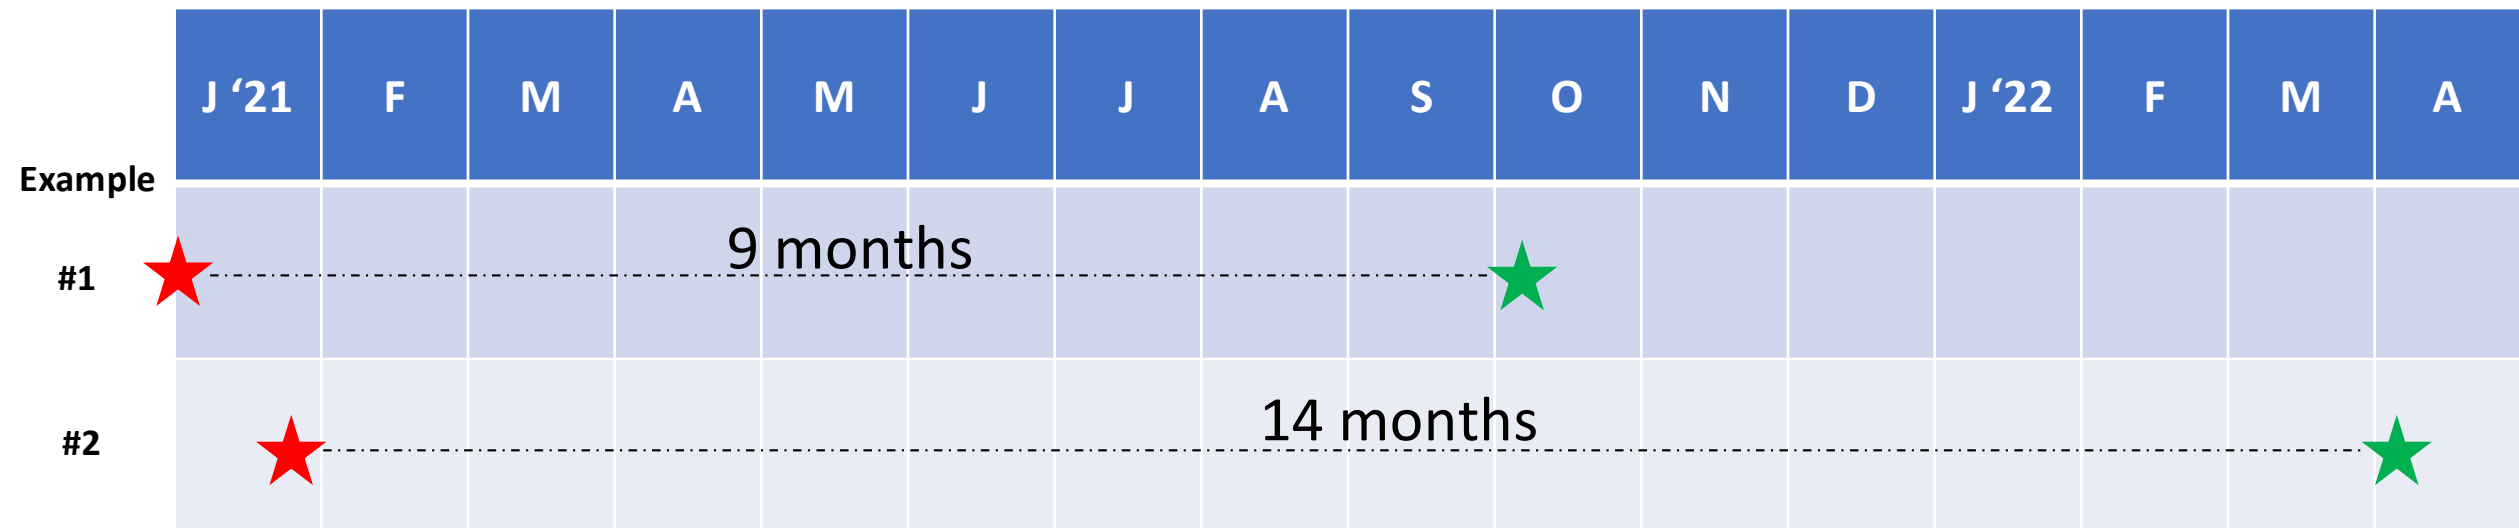 J ‘21 F M A M J J A S O N D J ‘22 F M A
Example
#1 9 months
#2 14 months